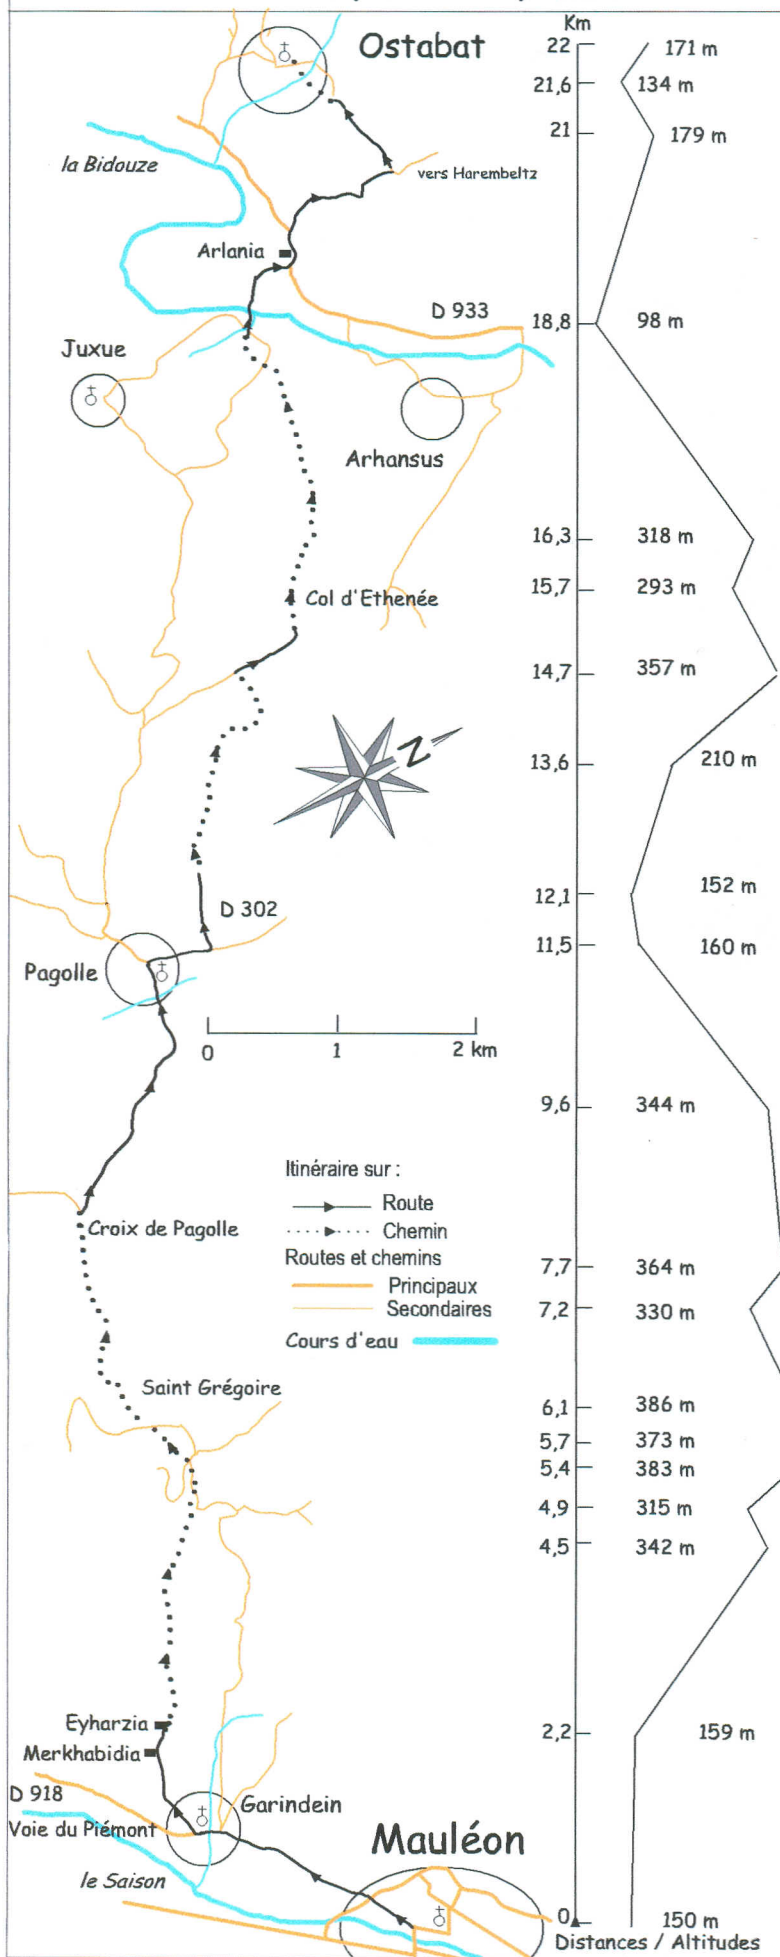 Km
Ostabat
22 171 m
21,6 134 m
21 179 m
la Bidouze
vers Harembeltz
Arlania
D 933
18,8 98 m
Juxue
Arhansus
16,3 318 m
15,7 293 m
Col d'Ethenée
14,7 357 m
N
13,6 210 m
12,1 152 m
D 302
11,5 160 m
Pagolle
0 1 2 km
9,6 344 m
Itinéraire sur :
Route
Chemin
Croix de Pagolle
Routes et chemins
7,7 364 m
Principaux
7,2 330 m
Secondaires
Cours d'eau
Saint Grégoire
6,1 386 m
5,7 373 m
5,4 383 m
4,9 315 m
4,5 342 m
Eyharzia
2,2 159 m
Merkhabidia
D 918
Garindein
Voie du Piémont
Mauléon
le Saison
0 150 m
Distances / Altitudes